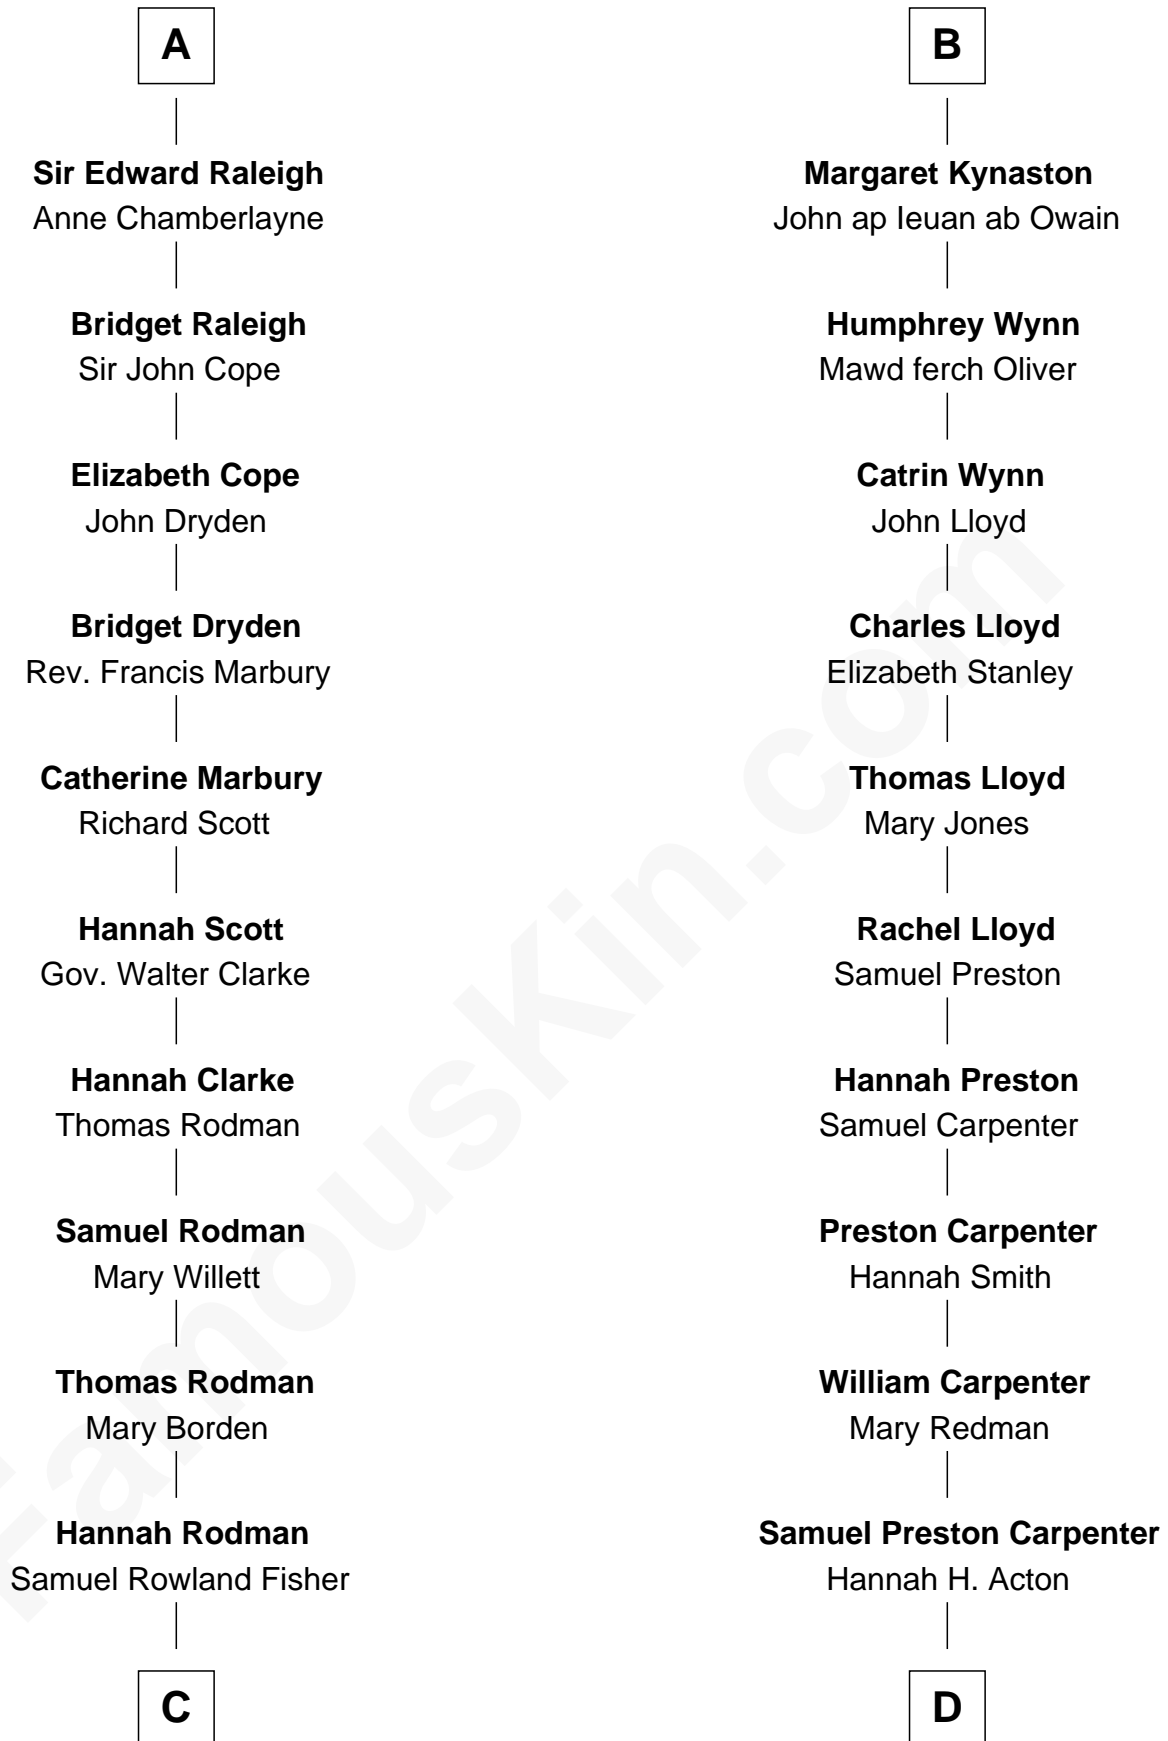 A
Sir Edward Raleigh
Anne Chamberlayne
Bridget Raleigh
Sir John Cope
Elizabeth Cope
John Dryden
Bridget Dryden
Rev. Francis Marbury
Catherine Marbury
Richard Scott
Hannah Scott
Gov. Walter Clarke
Hannah Clarke
Thomas Rodman
Samuel Rodman
Mary Willett
Thomas Rodman
Mary Borden
Hannah Rodman
Samuel Rowland Fisher
C
B
Margaret Kynaston
John ap Ieuan ab Owain
Humphrey Wynn
Mawd ferch Oliver
Catrin Wynn
John Lloyd
Charles Lloyd
Elizabeth Stanley
Thomas Lloyd
Mary Jones
Rachel Lloyd
Samuel Preston
Hannah Preston
Samuel Carpenter
Preston Carpenter
Hannah Smith
William Carpenter
Mary Redman
Samuel Preston Carpenter
Hannah H. Acton
D
FamousKin.com